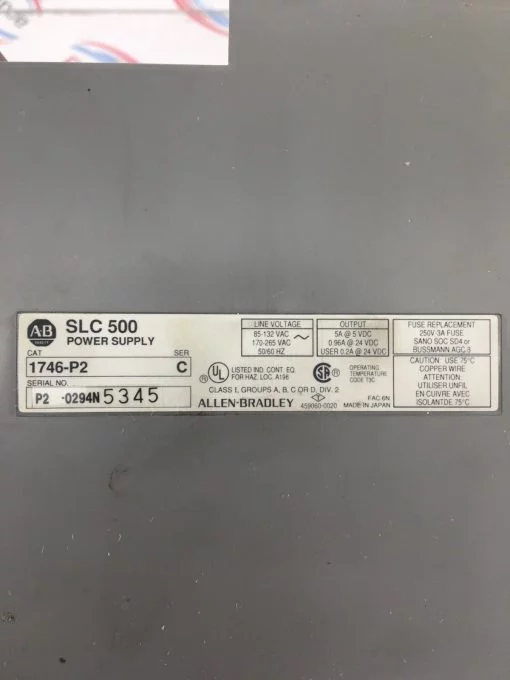 AB
SLC 500
POWER SUPPLY
CAT
SER
1746-P2
C
SERIAL NO.
P2 -0294N5345
LINE VOLTAGE
85-132 VAC
170-265 VAC
50/60 HZ
OUTPUT
5A @ 5 VDC
0.96A @ 24 VDC
USER 0.2A @ 24 VDC
FUSE REPLACEMENT
250V-3A FUSE
SANO SOC SD4 or
BUSSMANN AGC 3
CAUTION: USE 75°C
COPPER WIRE
ATTENTION:
UTILISER UNFIL
EN CUIVRE AVEC
ISOLANTDE 75°C
UL
LISTED IND. CONT. EQ.
FOR HAZ. LOC. A196
SA
OPERATING
TEMPERATURE
CODE T3C
CLASS I, GROUPS A, B, C OR D, DIV. 2
ALLEN-BRADLEY
459060-0020
FAC.6N
MADE IN JAPAN